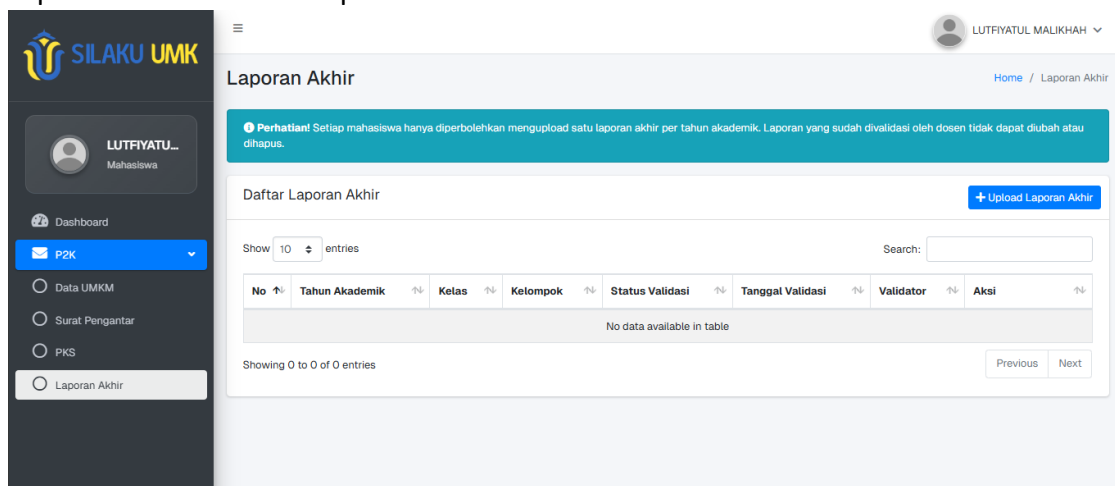 SILAKU UMK
LUTFIYATUL MALIKHAH
Laporan Akhir
Home / Laporan Akhir
Perhatian! Setiap mahasiswa hanya diperbolehkan mengupload satu laporan akhir per tahun akademik. Laporan yang sudah divalidasi oleh dosen tidak dapat diubah atau
dihapus.
LUTFIYATU...
Mahasiswa
Dashboard
P2K
Data UMKM
Surat Pengantar
PKS
Laporan Akhir
Daftar Laporan Akhir
+ Upload Laporan Akhir
Show 10 entries
Search:
No Tahun Akademik Kelas Kelompok Status Validasi Tanggal Validasi Validator Aksi
No data available in table
Showing 0 to 0 of 0 entries
Previous Next